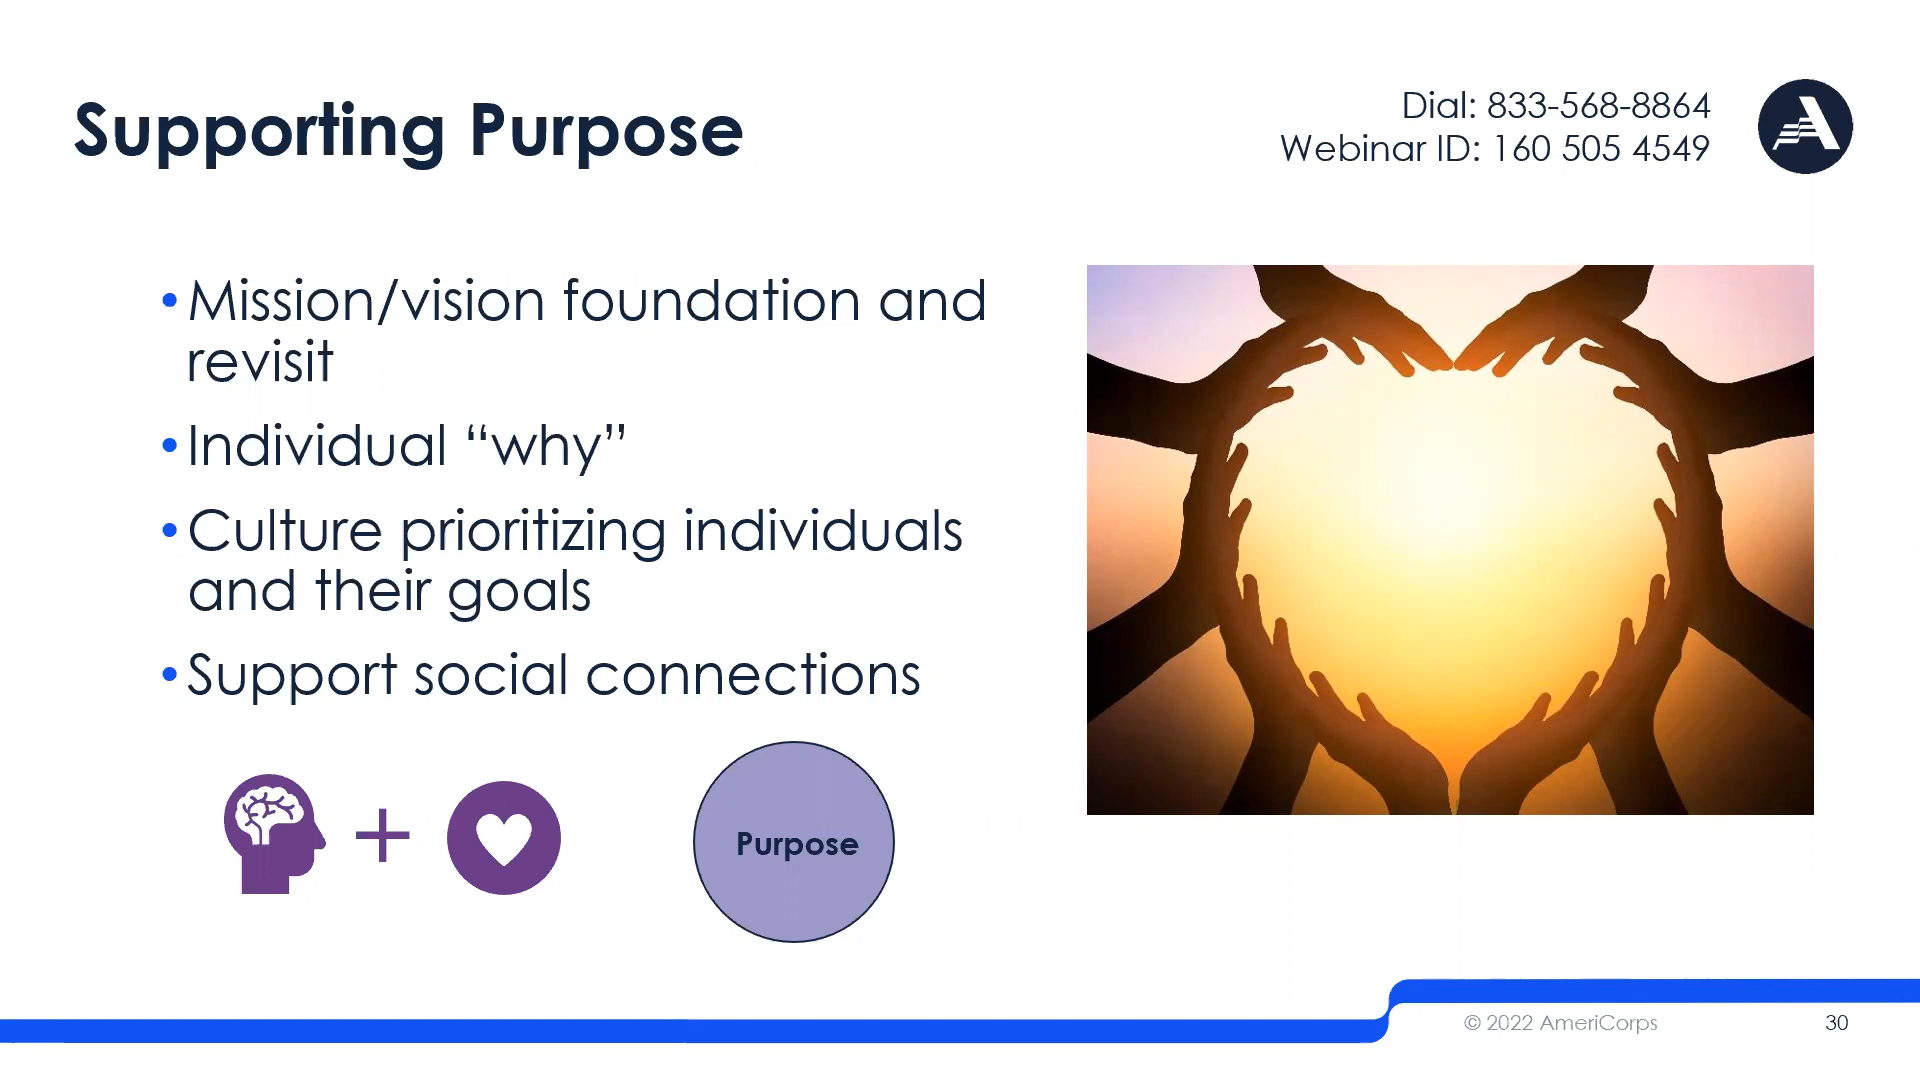 Supporting Purpose
Dial: 833-568-8864
Webinar ID: 160 505 4549
•Mission/vision foundation and
revisit
•Individual “why”
•Culture prioritizing individuals
and their goals
•Support social connections
Purpose
© 2022 AmeriCorps
30